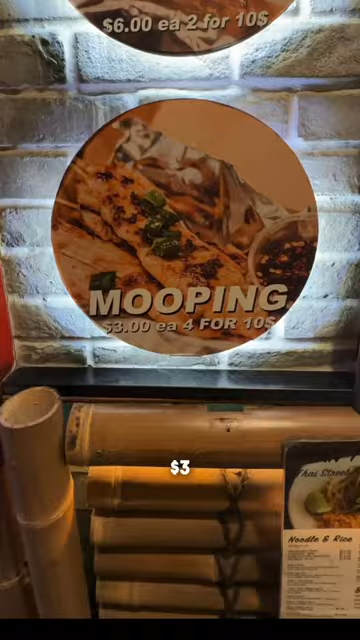 $6.00 ea 2 for 10$
MOOPING
$3.00 ea 4 FOR 10$
$3
Thai Street
Noodle & Rice